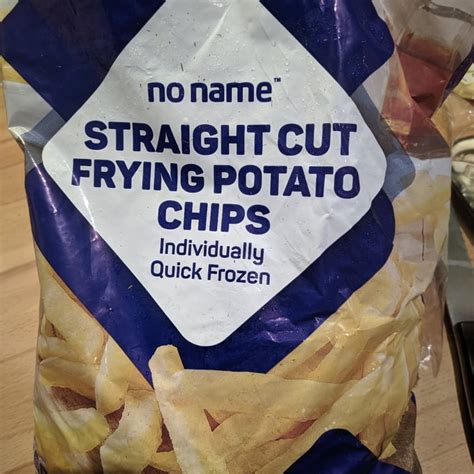 no name™
STRAIGHT CUT
FRYING POTATO
CHIPS
Individually
Quick Frozen